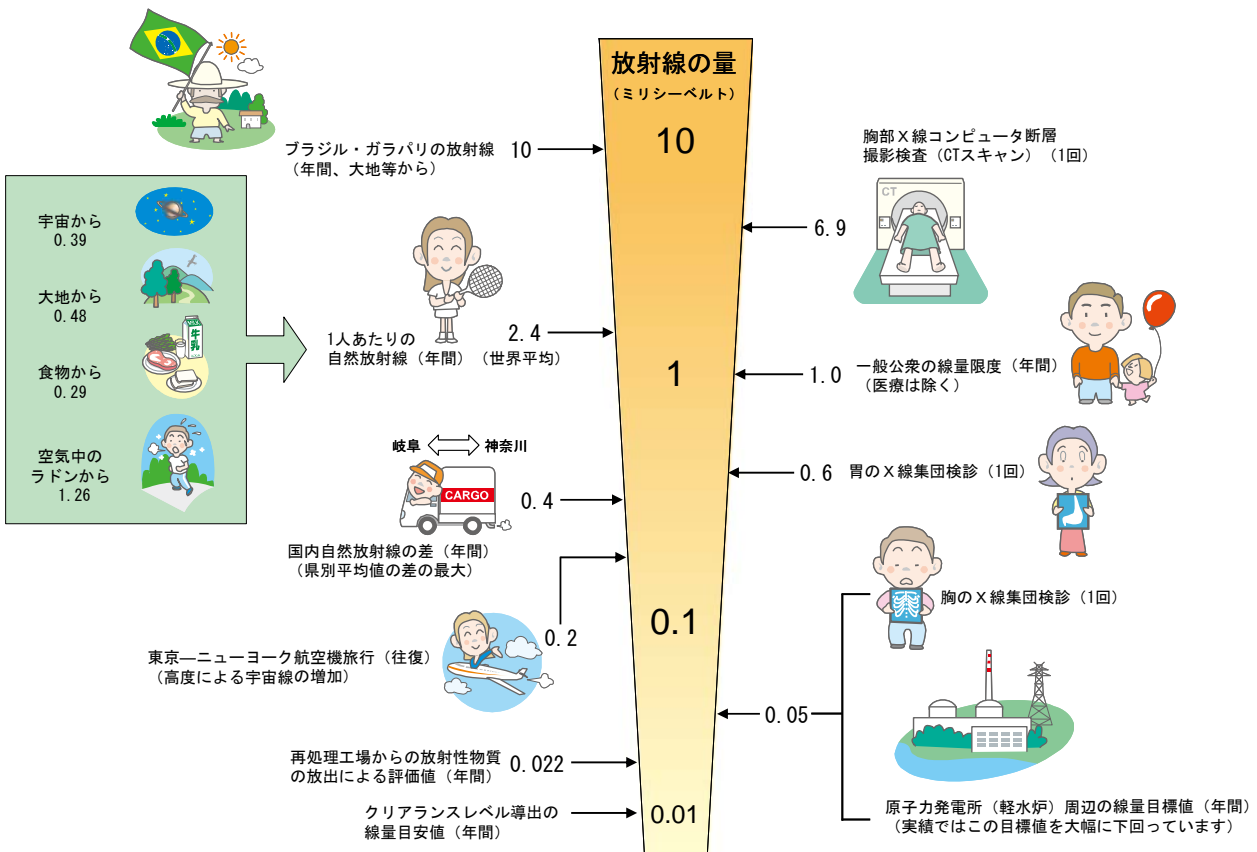 放射線の量
(ミリシーベルト)
10
1
0.1
0.01
ブラジル・ガラパリの放射線
(年間、大地等から)
10
宇宙から
0.39
大地から
0.48
牛乳
食物から
0.29
空気中の
ラドンから
1.26
1人あたりの
自然放射線(年間)(世界平均)
2.4
岐阜
神奈川
CARGO
0.4
国内自然放射線の差(年間)
(県別平均値の差の最大)
0.2
東京―ニューヨーク航空機旅行(往復)
(高度による宇宙線の増加)
再処理工場からの放射性物質
の放出による評価値(年間)
0.022
クリアランスレベル導出の
線量目安値(年間)
胸部X線コンピュータ断層
撮影検査(CTスキャン)(1回)
CT
6.9
1.0
一般公衆の線量限度(年間)
(医療は除く)
0.6
胃のX線集団検診(1回)
胸のX線集団検診(1回)
0.05
原子力発電所(軽水炉)周辺の線量目標値(年間)
(実績ではこの目標値を大幅に下回っています)